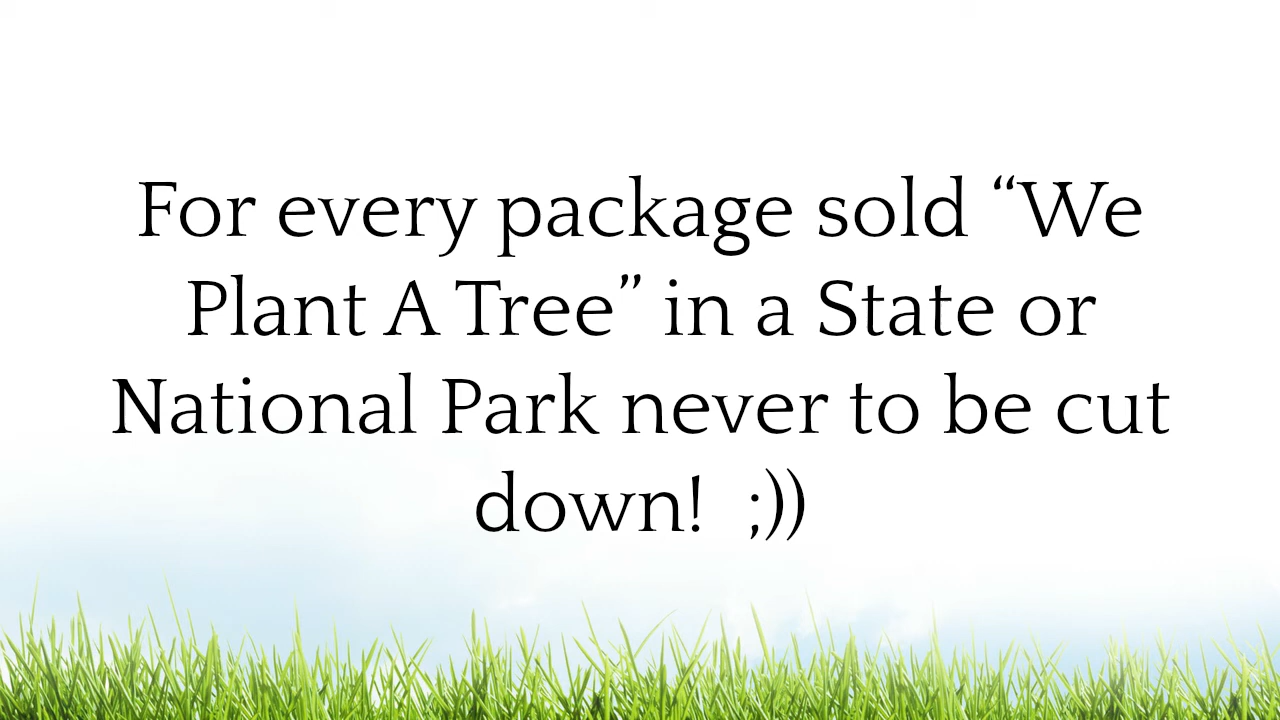 For every package sold “We
Plant A Tree” in a State or
National Park never to be cut
down!  ;))